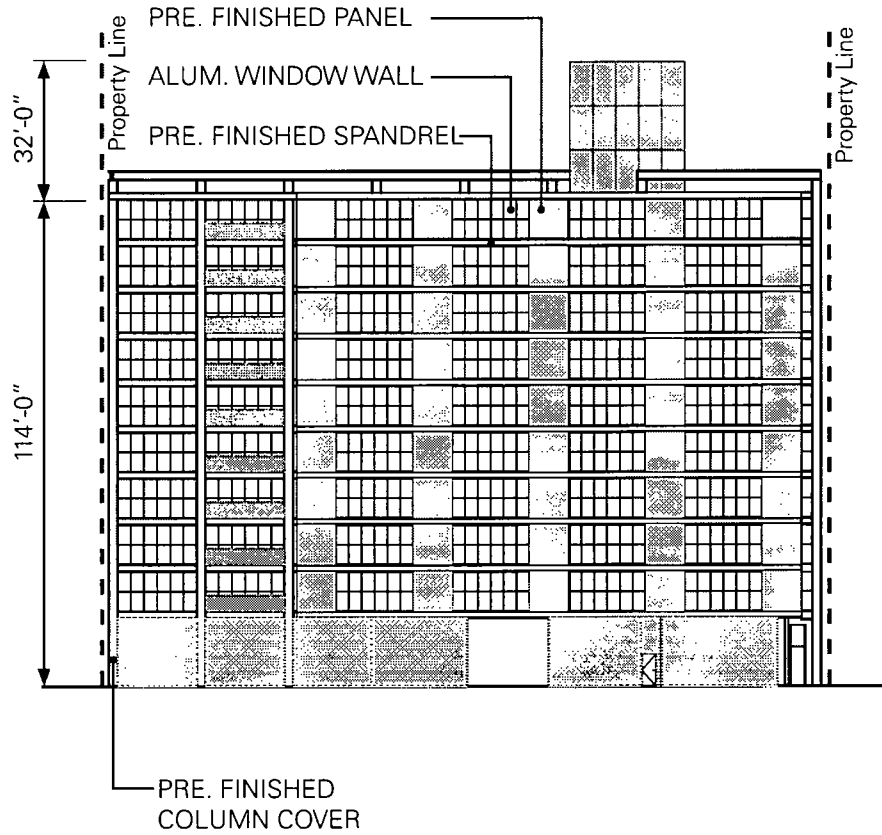 PRE. FINISHED PANEL
ALUM. WINDOW WALL
PRE. FINISHED SPANDREL
Property Line
Property Line
32'-0"
114'-0"
PRE. FINISHED
COLUMN COVER